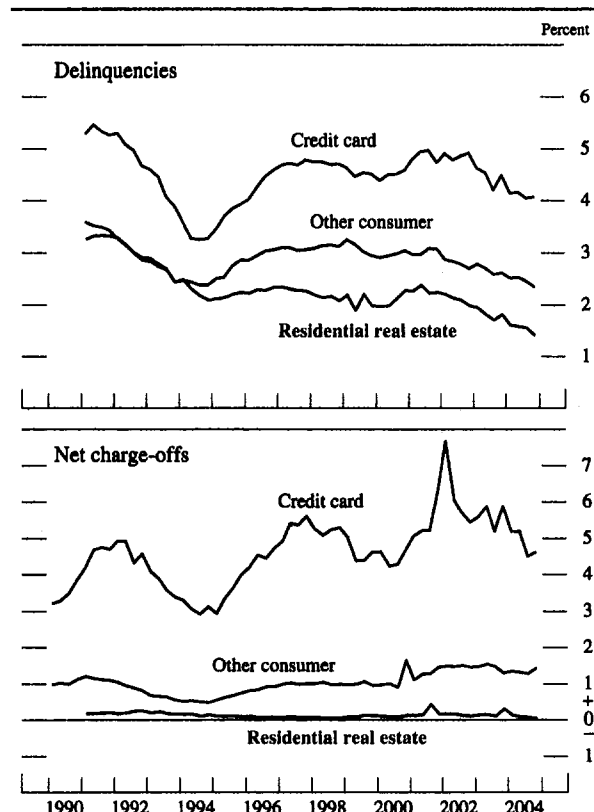 Percent
Delinquencies
6
Credit card
5
4
Other consumer
3
2
Residential real estate
1
Net charge-offs
7
Credit card
6
5
4
3
2
Other consumer
1
+
0
Residential real estate
–
1
1990 1992 1994 1996 1998 2000 2002 2004